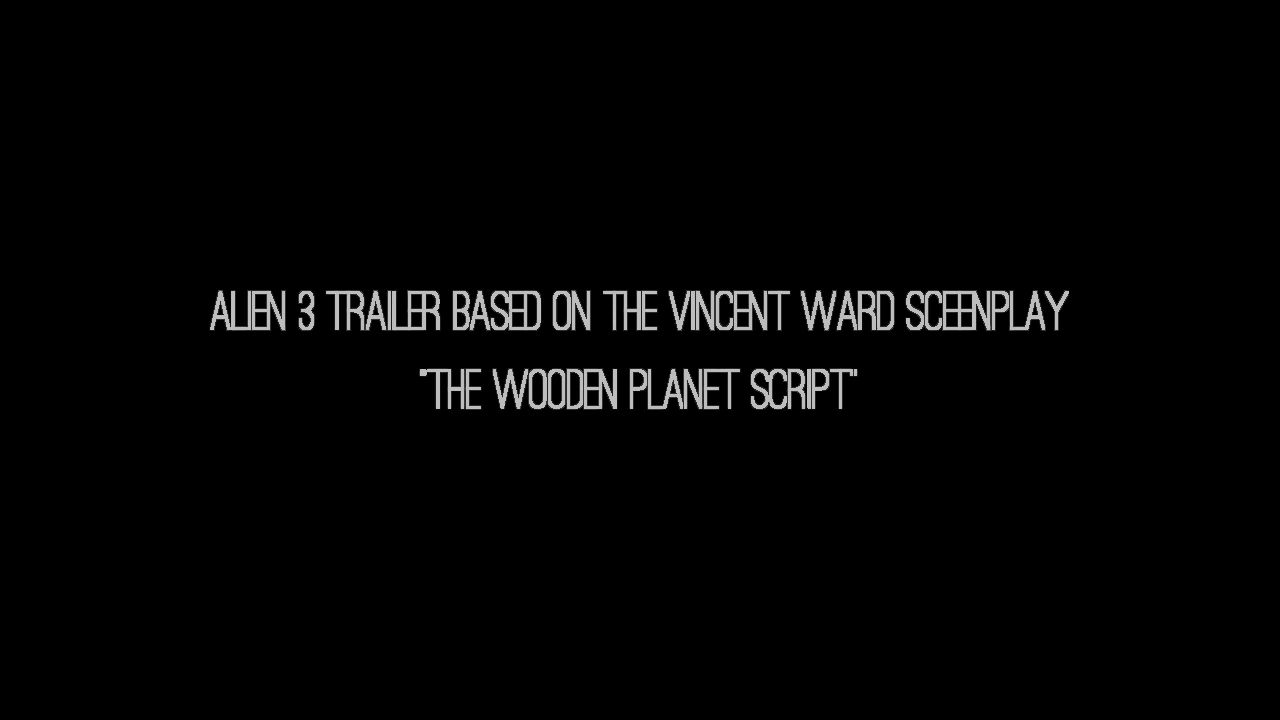 ALIEN 3 TRAILER BASED ON THE VINCENT WARD SCEENPLAY
"THE WOODEN PLANET SCRIPT"